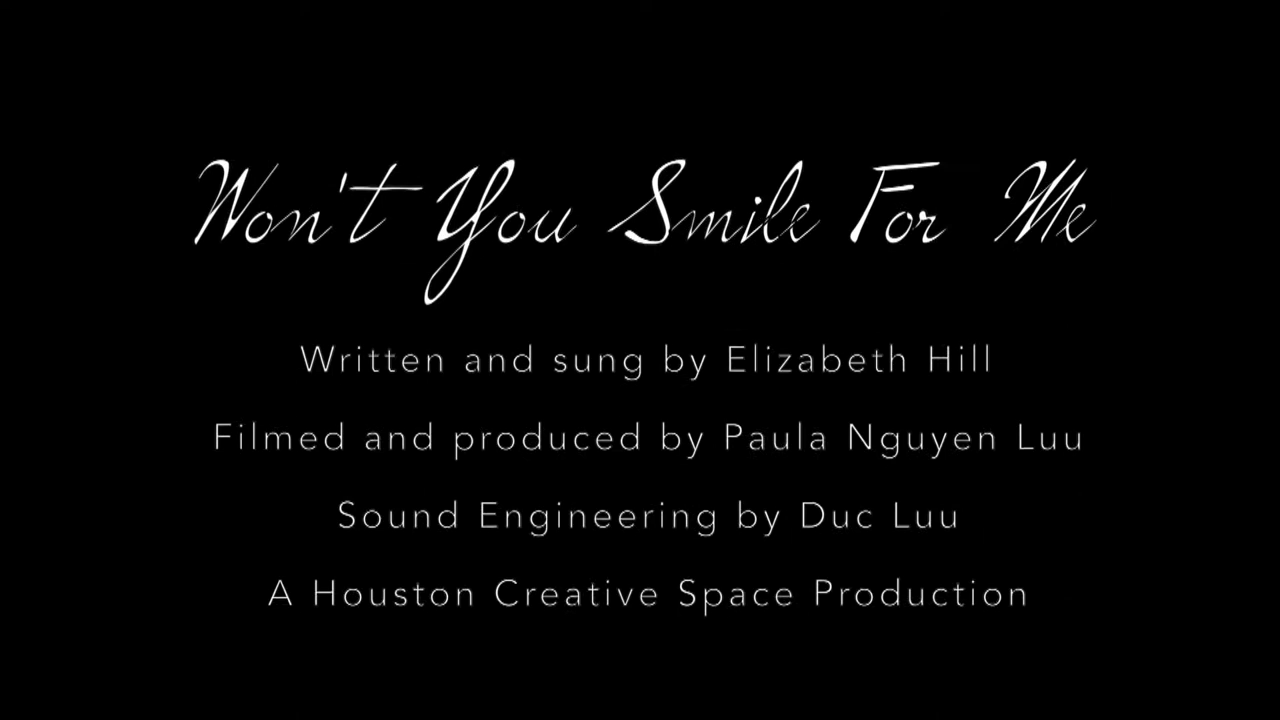 Won't You Smile For Me
Written and sung by Elizabeth Hill
Filmed and produced by Paula Nguyen Luu
Sound Engineering by Duc Luu
A Houston Creative Space Production